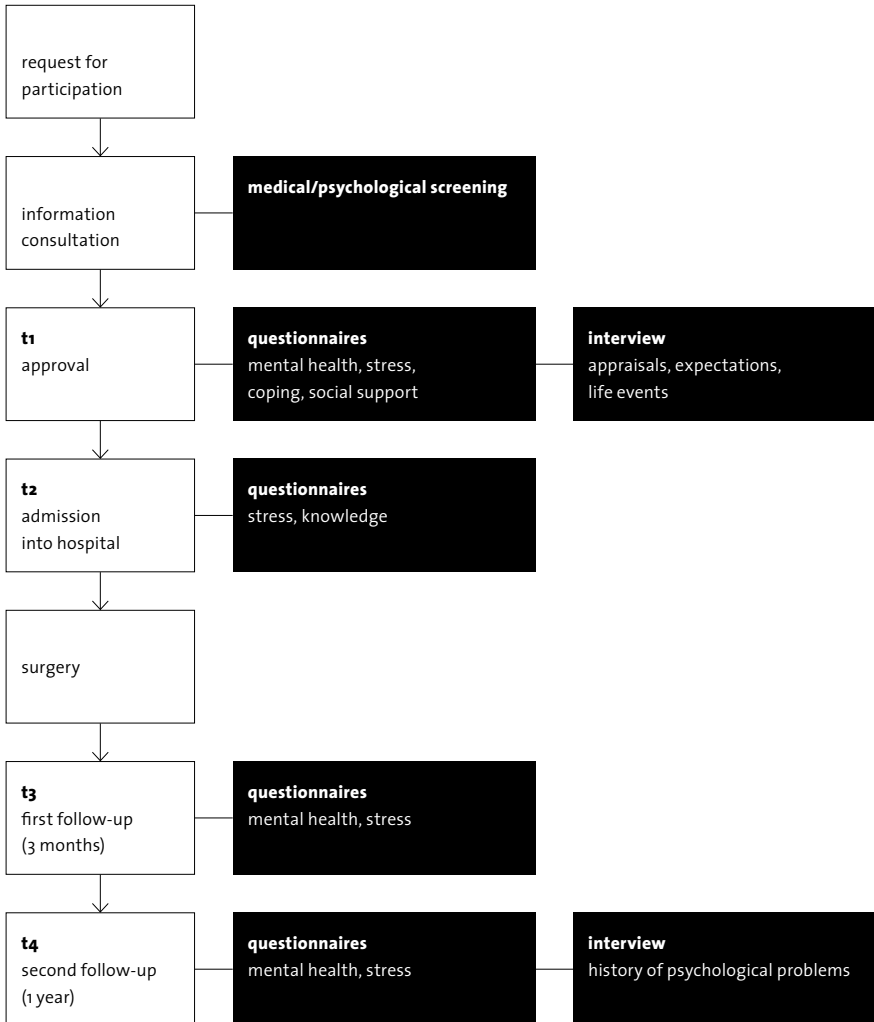 request for
participation
information
consultation
medical/psychological screening
t1
approval
questionnaires
mental health, stress,
coping, social support
interview
appraisals, expectations,
life events
t2
admission
into hospital
questionnaires
stress, knowledge
surgery
t3
first follow-up
(3 months)
questionnaires
mental health, stress
t4
second follow-up
(1 year)
questionnaires
mental health, stress
interview
history of psychological problems